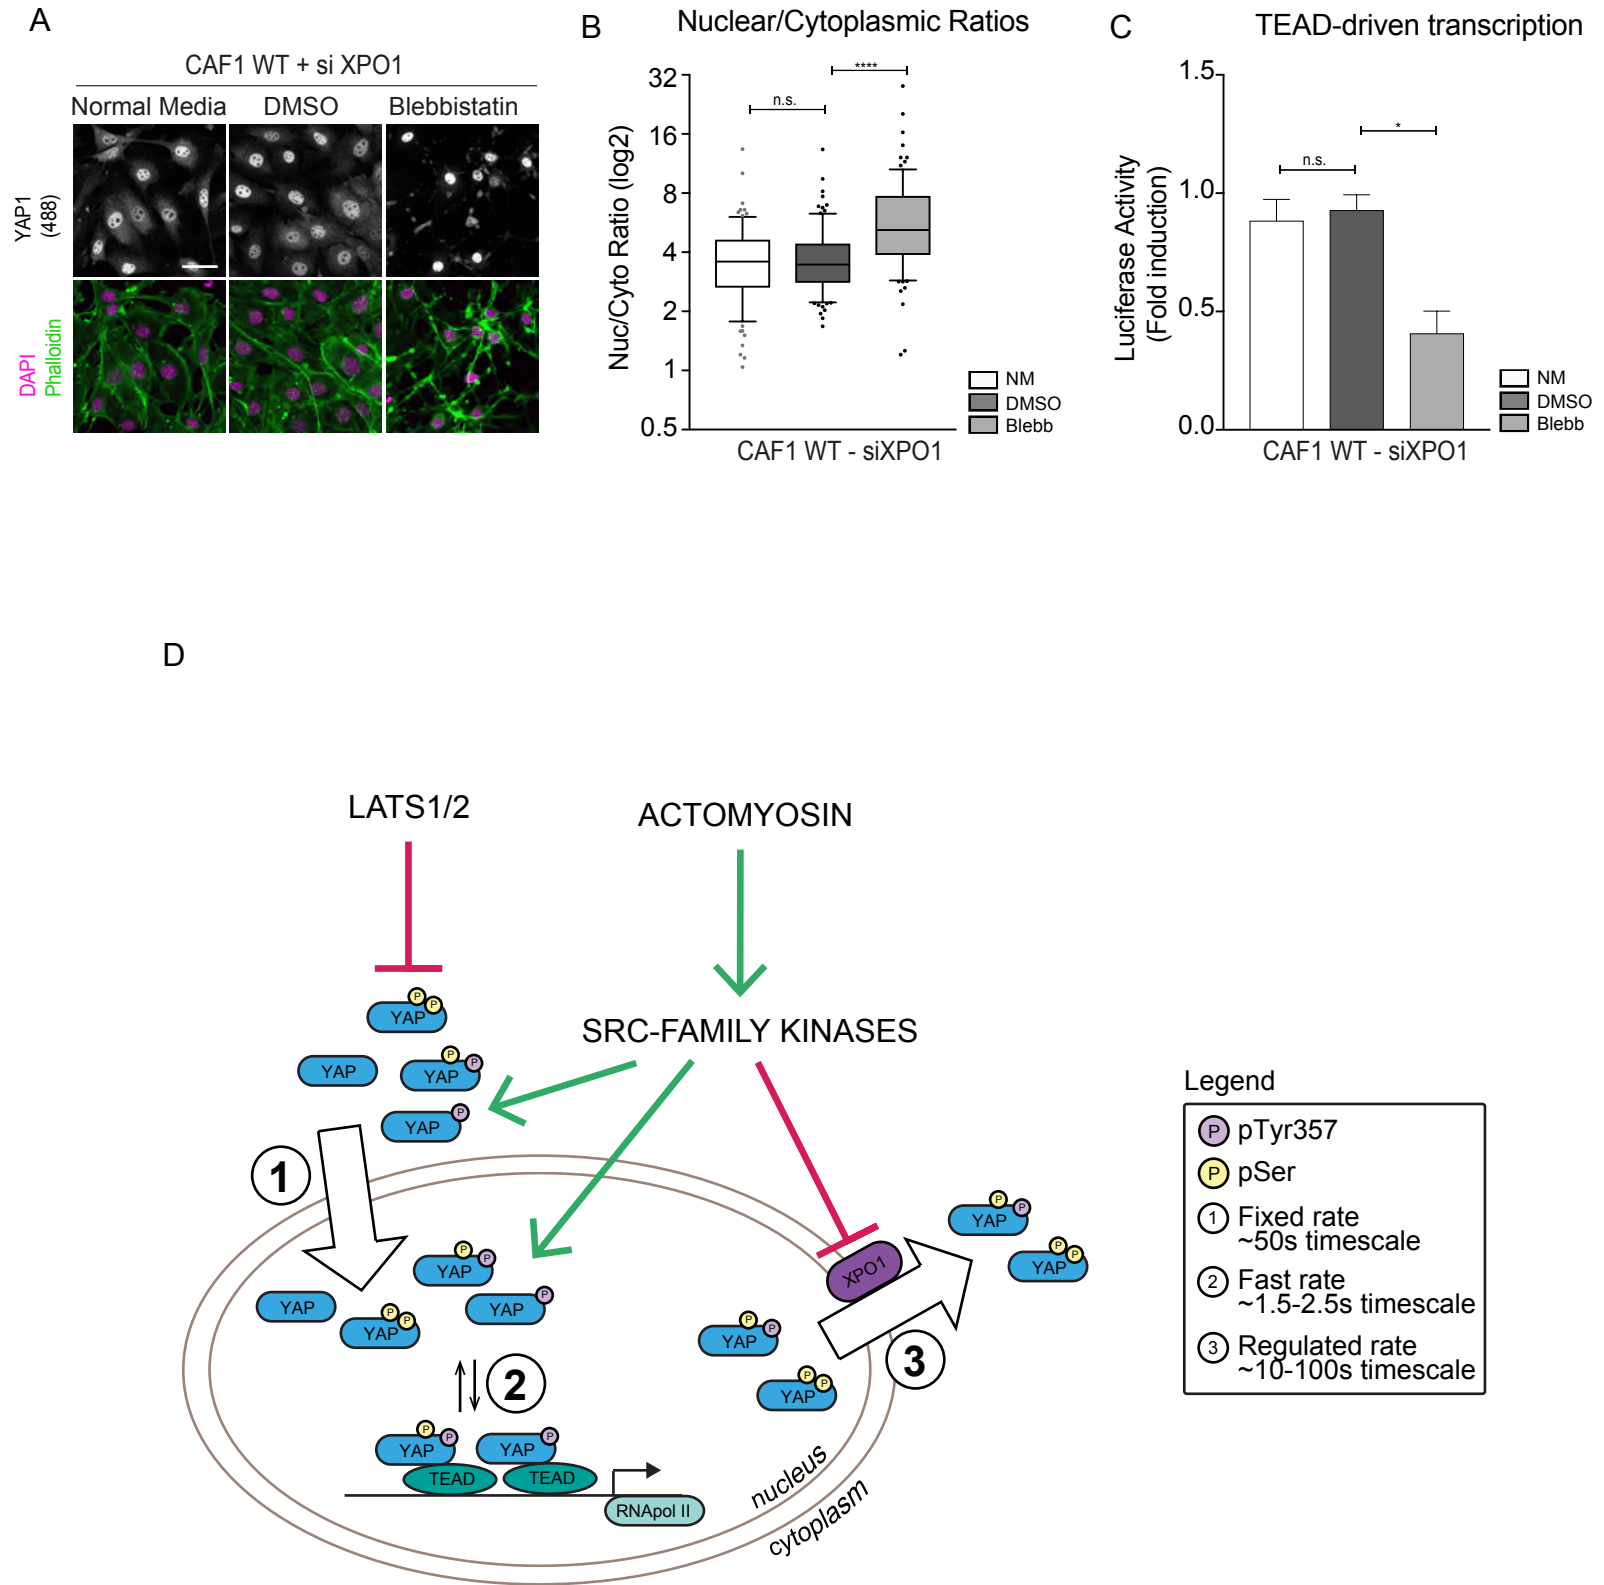 A
CAF1 WT + si XPO1
Normal Media
DMSO
Blebbistatin
YAP1
(488)
DAPI
Phalloidin
B
Nuclear/Cytoplasmic Ratios
Nuc/Cyto Ratio (log2)
32
16
8
4
2
1
0.5
n.s.
****
NM
DMSO
Blebb
CAF1 WT - siXPO1
C
TEAD-driven transcription
Luciferase Activity
(Fold induction)
1.5
1.0
0.5
0.0
n.s.
*
NM
DMSO
Blebb
CAF1 WT - siXPO1
D
LATS1/2
ACTOMYOSIN
SRC-FAMILY KINASES
P
P
YAP
YAP
P
P
YAP
P
YAP
1
P
P
YAP
YAP
P
YAP
P
P
YAP
2
P
P
YAP
P
YAP
TEAD
TEAD
RNApol II
XPO1
3
P
P
YAP
P
P
YAP
P
P
YAP
P
P
YAP
nucleus
cytoplasm
Legend
P pTyr357
P pSer
1 Fixed rate
~50s timescale
2 Fast rate
~1.5-2.5s timescale
3 Regulated rate
~10-100s timescale